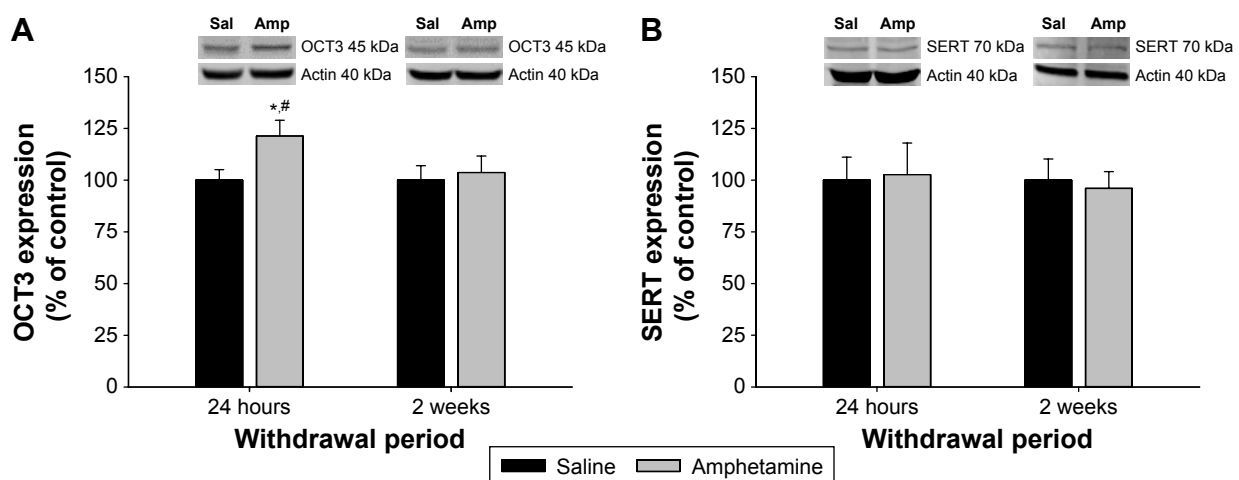 A
Sal Amp
OCT3 45 kDa
Actin 40 kDa
OCT3 45 kDa
Actin 40 kDa
OCT3 expression
(% of control)
150
125
100
75
50
25
0
*,#
24 hours
2 weeks
Withdrawal period
B
Sal Amp
Sal Amp
SERT 70 kDa
Actin 40 kDa
SERT 70 kDa
Actin 40 kDa
SERT expression
(% of control)
150
125
100
75
50
25
0
24 hours
2 weeks
Withdrawal period
Saline
Amphetamine